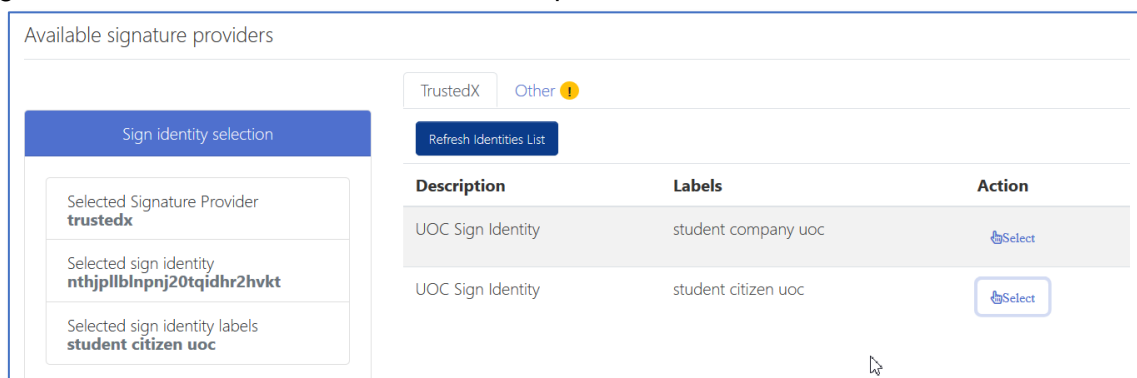 Available signature providers
TrustedX Other !
Sign identity selection
Refresh Identities List
Description Labels Action
Selected Signature Provider
trustedx
UOC Sign Identity student company uoc Select
Selected sign identity
nthjpllblnpnj20tqidhr2hvkt
UOC Sign Identity student citizen uoc Select
Selected sign identity labels
student citizen uoc